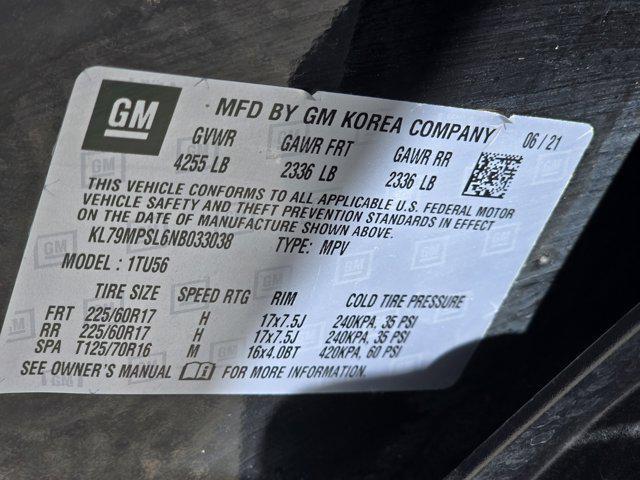 GM MFD BY GM KOREA COMPANY 06/21
GVWR GAWR FRT GAWR RR
4255 LB 2336 LB 2336 LB
THIS VEHICLE CONFORMS TO ALL APPLICABLE U.S. FEDERAL MOTOR
VEHICLE SAFETY AND THEFT PREVENTION STANDARDS IN EFFECT
ON THE DATE OF MANUFACTURE SHOWN ABOVE.
KL79MPSL6NB033038 TYPE: MPV
MODEL : 1TU56
TIRE SIZE SPEED RTG RIM COLD TIRE PRESSURE
FRT 225/60R17 H 17x7.5J 240KPA, 35 PSI
RR 225/60R17 H 17x7.5J 240KPA, 35 PSI
SPA T125/70R16 M 16x4.0BT 420KPA, 60 PSI
SEE OWNER'S MANUAL FOR MORE INFORMATION.